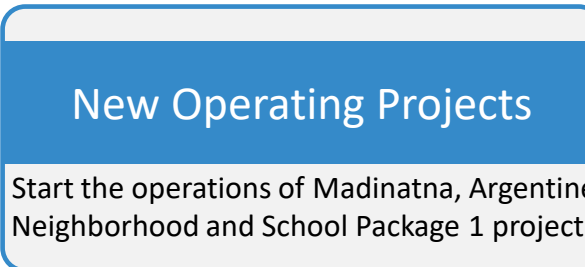 New Operating Projects
Start the operations of Madinatna, Argentine
Neighborhood and School Package 1 project